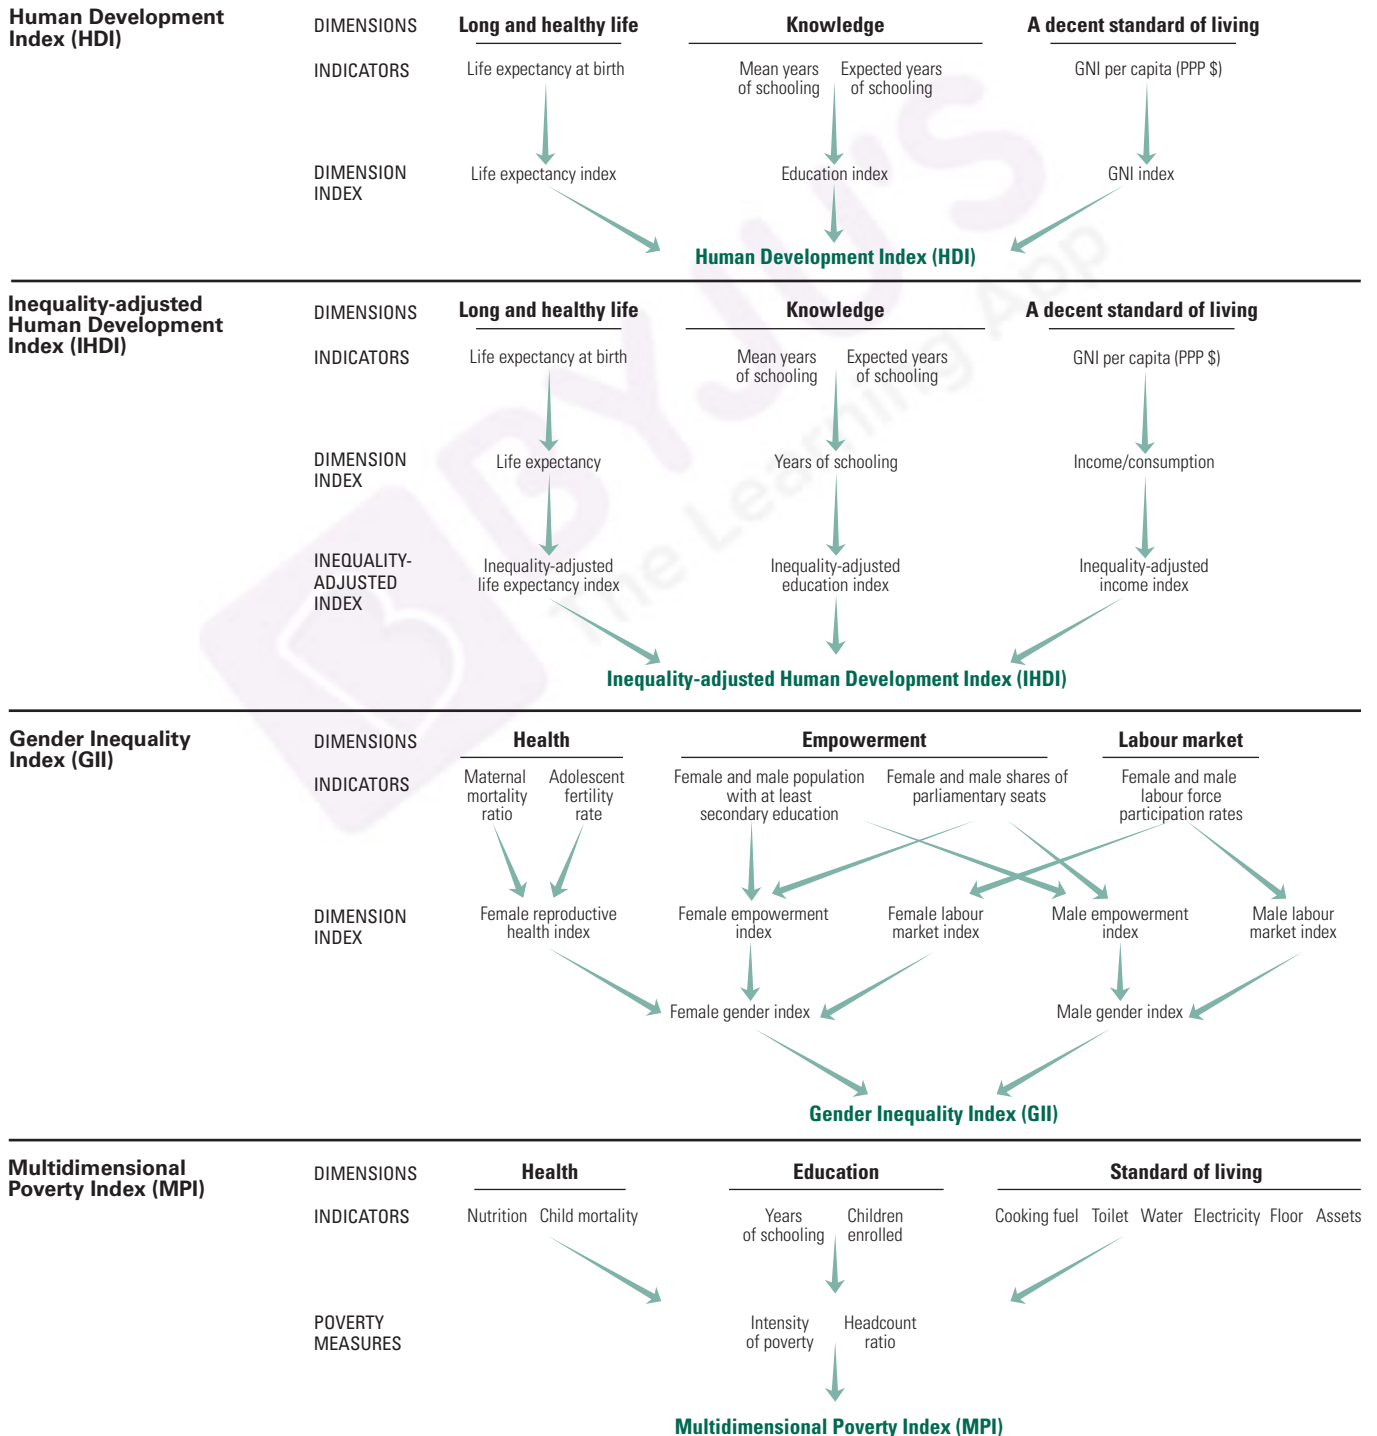 Human Development
Index (HDI)
DIMENSIONS Long and healthy life Knowledge A decent standard of living
INDICATORS Life expectancy at birth Mean years Expected years GNI per capita (PPP $)
of schooling of schooling
DIMENSION Life expectancy index Education index GNI index
INDEX
Human Development Index (HDI)
Inequality-adjusted
Human Development
Index (IHDI)
DIMENSIONS Long and healthy life Knowledge A decent standard of living
INDICATORS Life expectancy at birth Mean years Expected years GNI per capita (PPP $)
of schooling of schooling
DIMENSION Life expectancy Years of schooling Income/consumption
INDEX
INEQUALITY- Inequality-adjusted Inequality-adjusted Inequality-adjusted
ADJUSTED life expectancy index education index income index
INDEX
Inequality-adjusted Human Development Index (IHDI)
Gender Inequality
Index (GII)
DIMENSIONS Health Empowerment Labour market
INDICATORS Maternal Adolescent Female and male population Female and male shares of Female and male
mortality fertility with at least parliamentary seats labour force
ratio rate secondary education participation rates
DIMENSION Female reproductive Female empowerment Female labour Male empowerment Male labour
INDEX health index index market index index market index
Female gender index Male gender index
Gender Inequality Index (GII)
Multidimensional
Poverty Index (MPI)
DIMENSIONS Health Education Standard of living
INDICATORS Nutrition Child mortality Years Children Cooking fuel Toilet Water Electricity Floor Assets
of schooling enrolled
POVERTY Intensity Headcount
MEASURES of poverty ratio
Multidimensional Poverty Index (MPI)
BYJU'S
The Learning App